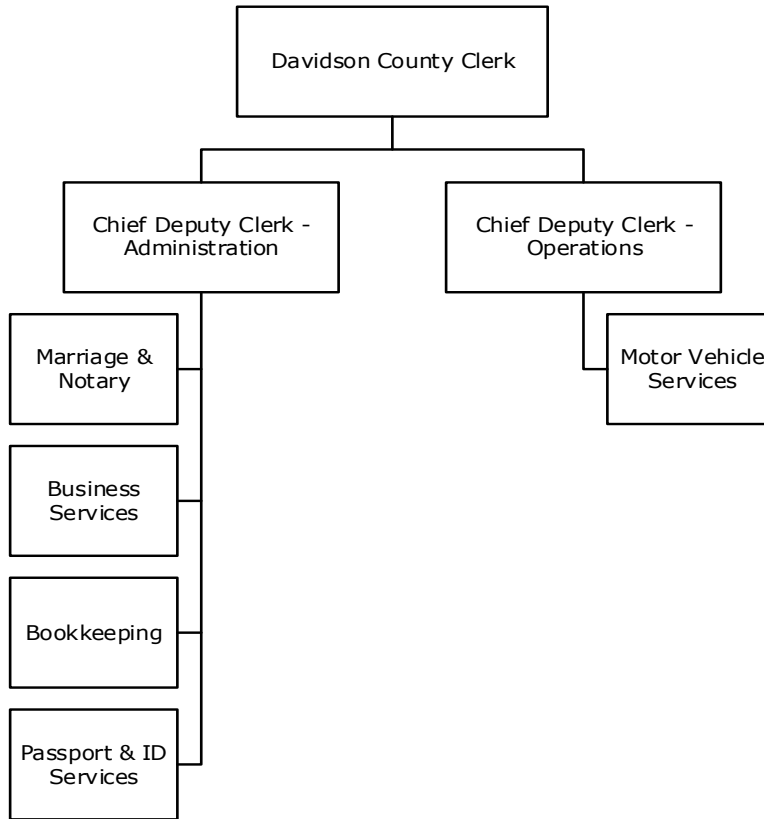 Davidson County Clerk
Chief Deputy Clerk -
Administration
Chief Deputy Clerk -
Operations
Marriage &
Notary
Motor Vehicle
Services
Business
Services
Bookkeeping
Passport & ID
Services